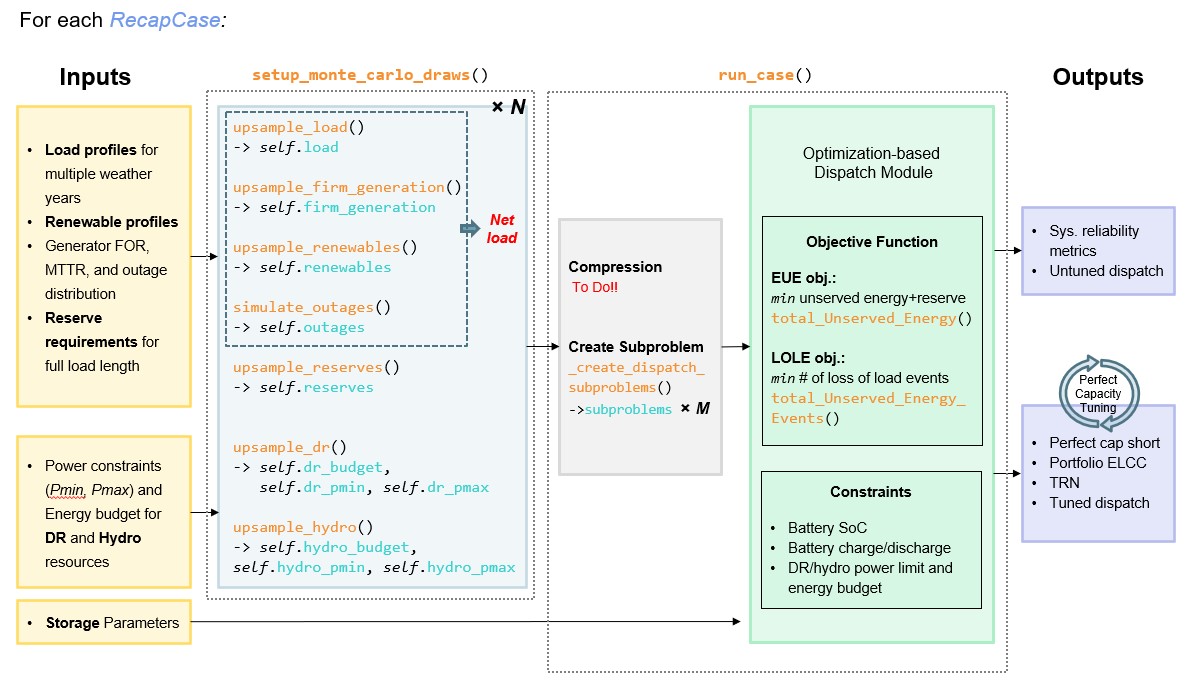 For each RecapCase:
Inputs
• Load profiles for
multiple weather
years
• Renewable profiles
• Generator FOR,
MTTR, and outage
distribution
• Reserve
requirements for
full load length
• Power constraints
(Pmin, Pmax) and
Energy budget for
DR and Hydro
resources
• Storage Parameters
setup_monte_carlo_draws()
× N
upsample_load()
-> self.load
upsample_firm_generation()
-> self.firm_generation
upsample_renewables()
-> self.renewables
simulate_outages()
-> self.outages
Net
load
upsample_reserves()
-> self.reserves
upsample_dr()
-> self.dr_budget,
self.dr_pmin, self.dr_pmax
upsample_hydro()
-> self.hydro_budget,
self.hydro_pmin, self.hydro_pmax
run_case()
Compression
To Do!!
Create Subproblem
_create_dispatch_
subproblems()
->subproblems × M
Optimization-based
Dispatch Module
Objective Function
EUE obj.:
min unserved energy+reserve
total_Unserved_Energy()
LOLE obj.:
min # of loss of load events
total_Unserved_Energy_
Events()
Constraints
• Battery SoC
• Battery charge/discharge
• DR/hydro power limit and
energy budget
Outputs
• Sys. reliability
metrics
• Untuned dispatch
Perfect
Capacity
Tuning
• Perfect cap short
• Portfolio ELCC
• TRN
• Tuned dispatch